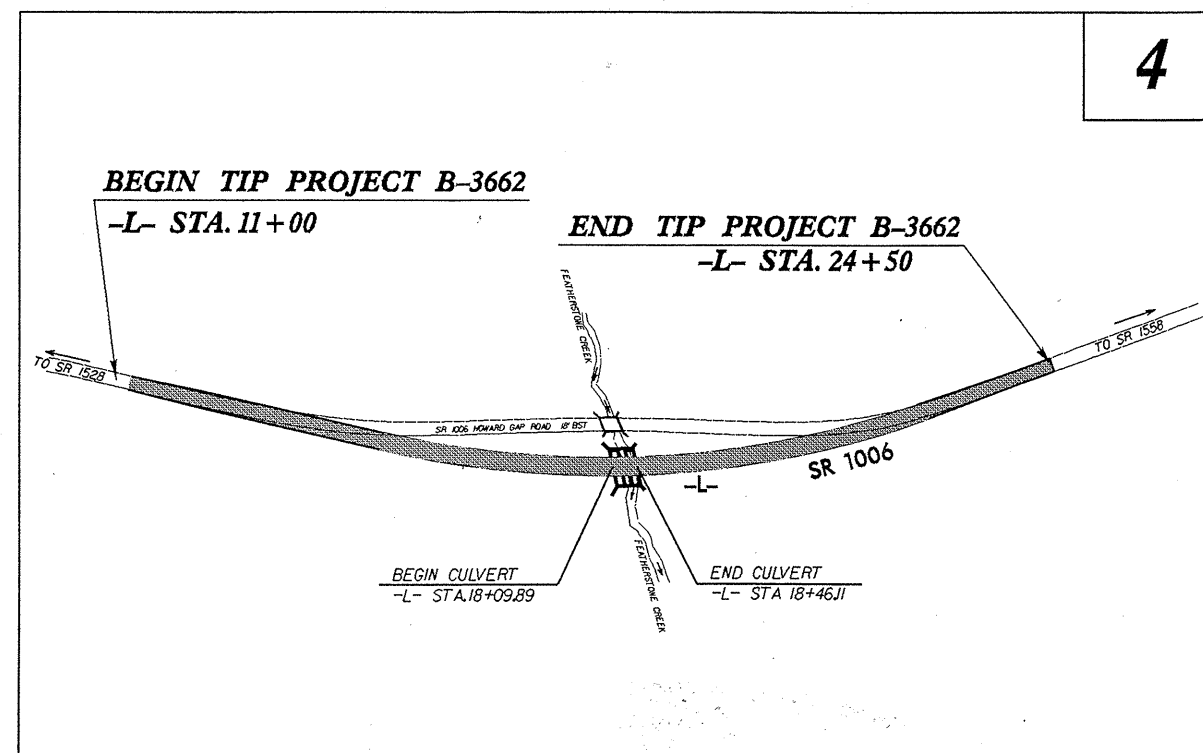 4
BEGIN TIP PROJECT B-3662
-L- STA. 11+00
END TIP PROJECT B-3662
-L- STA. 24+50
FEATHERSTONE CREEK
TO SR 1528
TO SR 1558
SR 1006 HOWARD GAP ROAD 18' BST
SR 1006
-L-
BEGIN CULVERT
-L- STA.18+09.89
END CULVERT
-L- STA 18+46.11
FEATHERSTONE CREEK